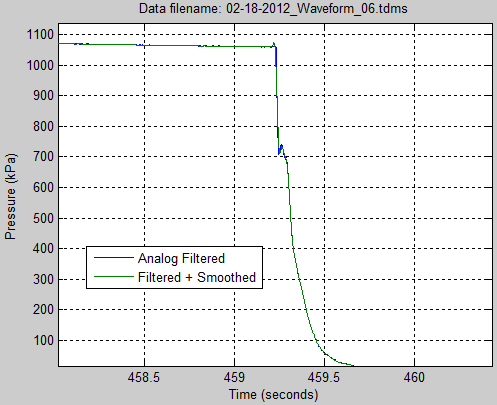 Data filename: 02-18-2012_Waveform_06.tdms
1100
1000
900
800
700
600
500
400
300
200
100
Pressure (kPa)
Analog Filtered
Filtered + Smoothed
458.5 459 459.5 460
Time (seconds)